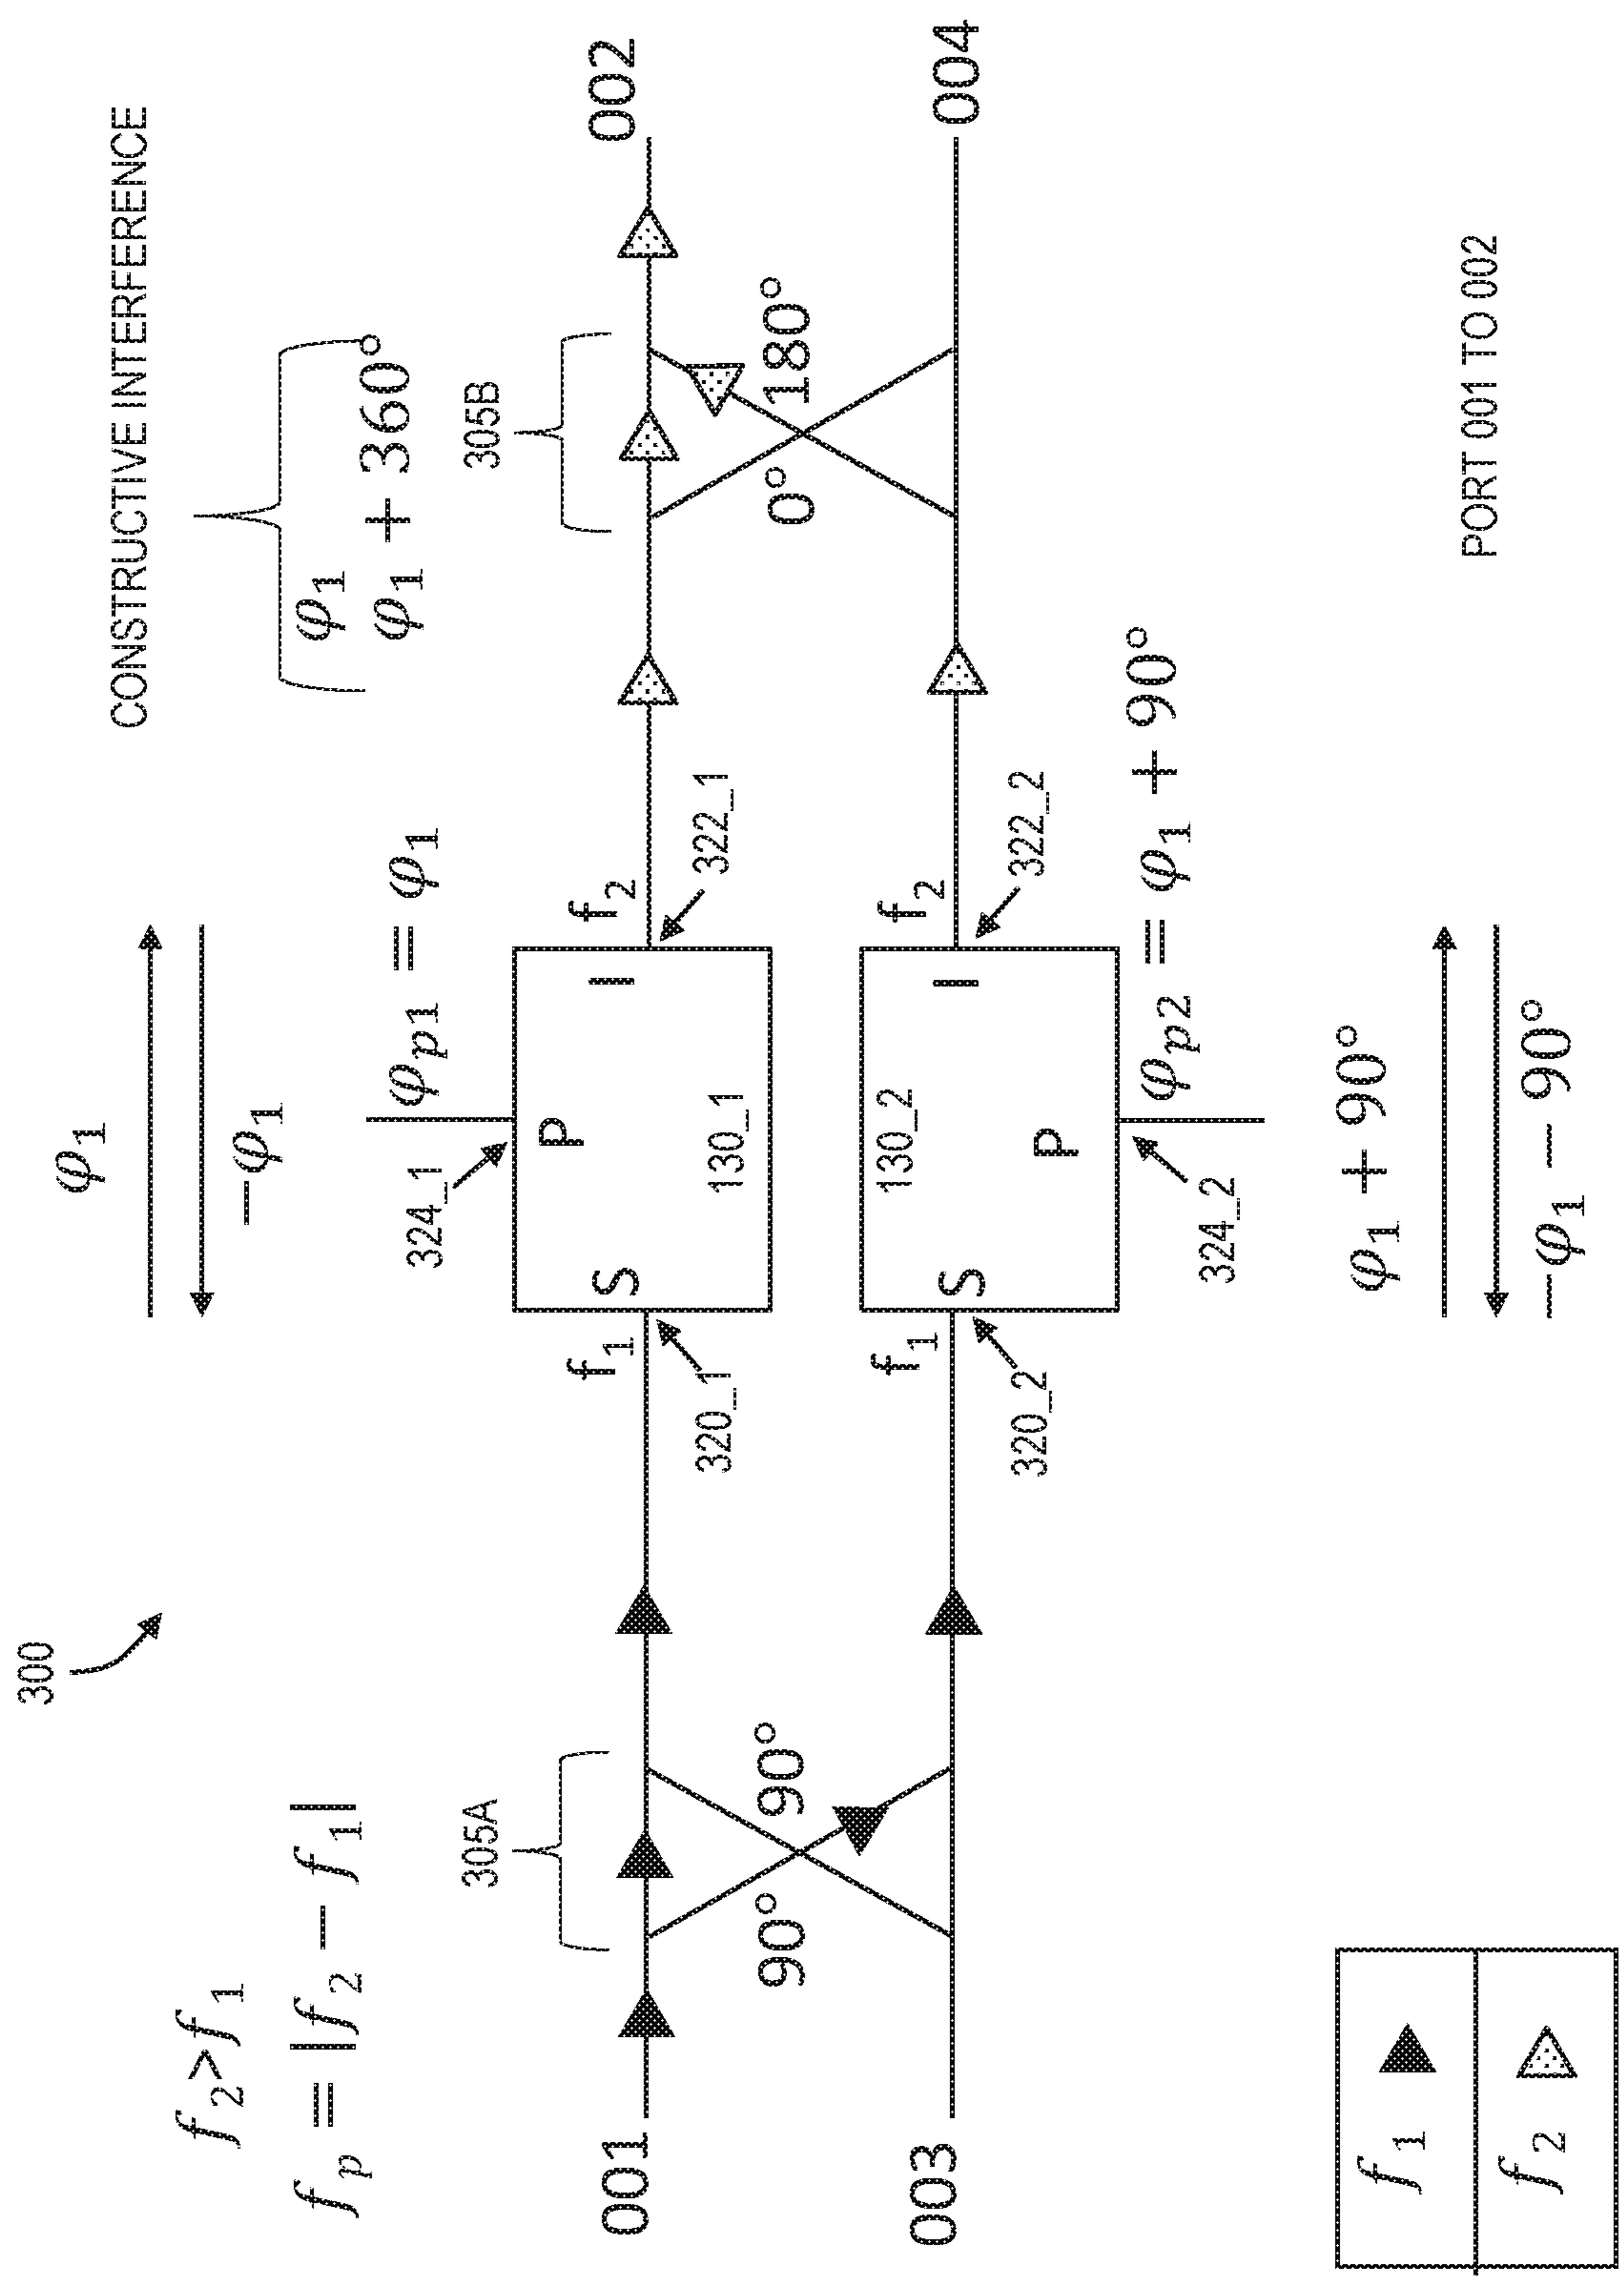 300
f₂>f₁
fₚ = |f₂ − f₁|
φ₁
−φ₁
CONSTRUCTIVE INTERFERENCE
φ₁
φ₁ + 360°
324_1
φₚ₁ = φ₁
305A
305B
001
f₁
S
P
I
f₂
002
320_1
130_1
322_1
90°
90°
0°
180°
003
f₁
S
130_2
P
I
f₂
004
320_2
322_2
324_2
φₚ₂ = φ₁ + 90°
φ₁ + 90°
−φ₁ − 90°
f₁
f₂
PORT 001 TO 002